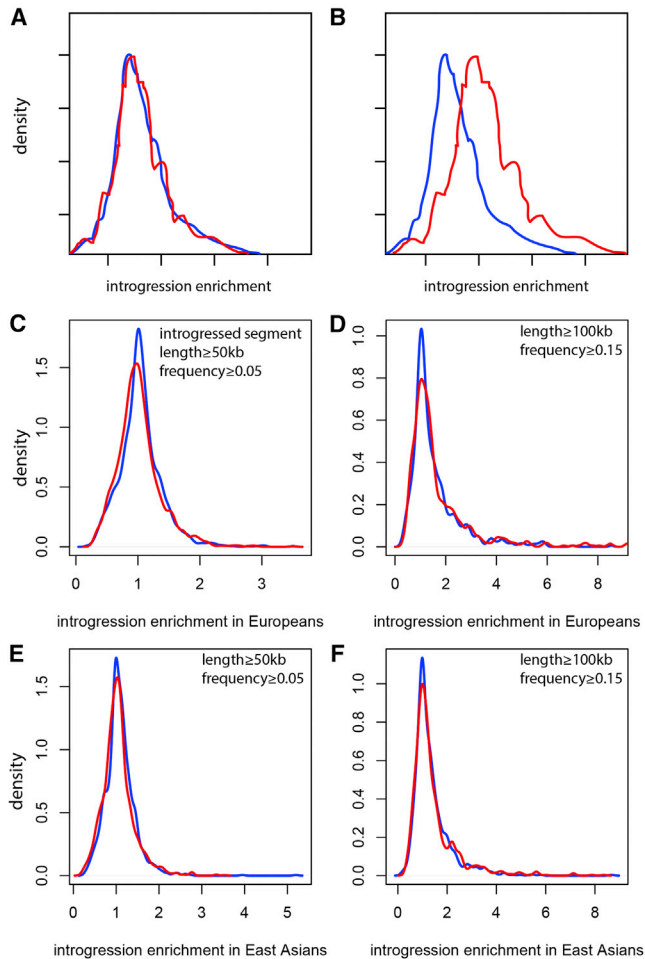 A
B
density
introgression enrichment
introgression enrichment
C
introgressed segment
length≥50kb
frequency≥0.05
density
0.0
0.5
1.0
1.5
0
1
2
3
introgression enrichment in Europeans
D
length≥100kb
frequency≥0.15
0.0
0.2
0.4
0.6
0.8
1.0
0
2
4
6
8
introgression enrichment in Europeans
E
length≥50kb
frequency≥0.05
density
0.0
0.5
1.0
1.5
0
1
2
3
4
5
introgression enrichment in East Asians
F
length≥100kb
frequency≥0.15
0.0
0.2
0.4
0.6
0.8
1.0
0
2
4
6
8
introgression enrichment in East Asians